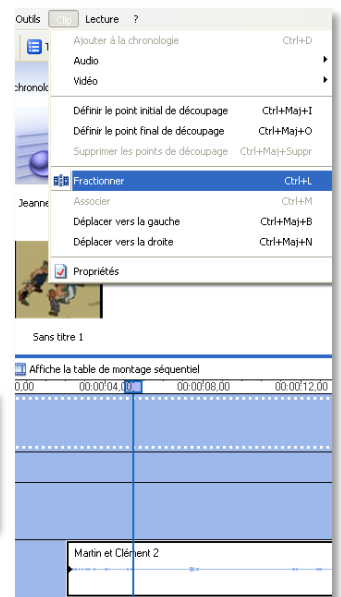 Outils Clip Lecture ?
Ajouter à la chronologie Ctrl+D
Audio
Vidéo
Définir le point initial de découpage Ctrl+Maj+I
Définir le point final de découpage Ctrl+Maj+O
Supprimer les points de découpage Ctrl+Maj+Suppr
Fractionner Ctrl+L
Associer Ctrl+M
Déplacer vers la gauche Ctrl+Maj+B
Déplacer vers la droite Ctrl+Maj+N
Propriétés
Jeanne
Sans titre 1
Affiche la table de montage séquentiel
00:00:04,00 00:00:08,00 00:00:12,00
Martin et Clément 2